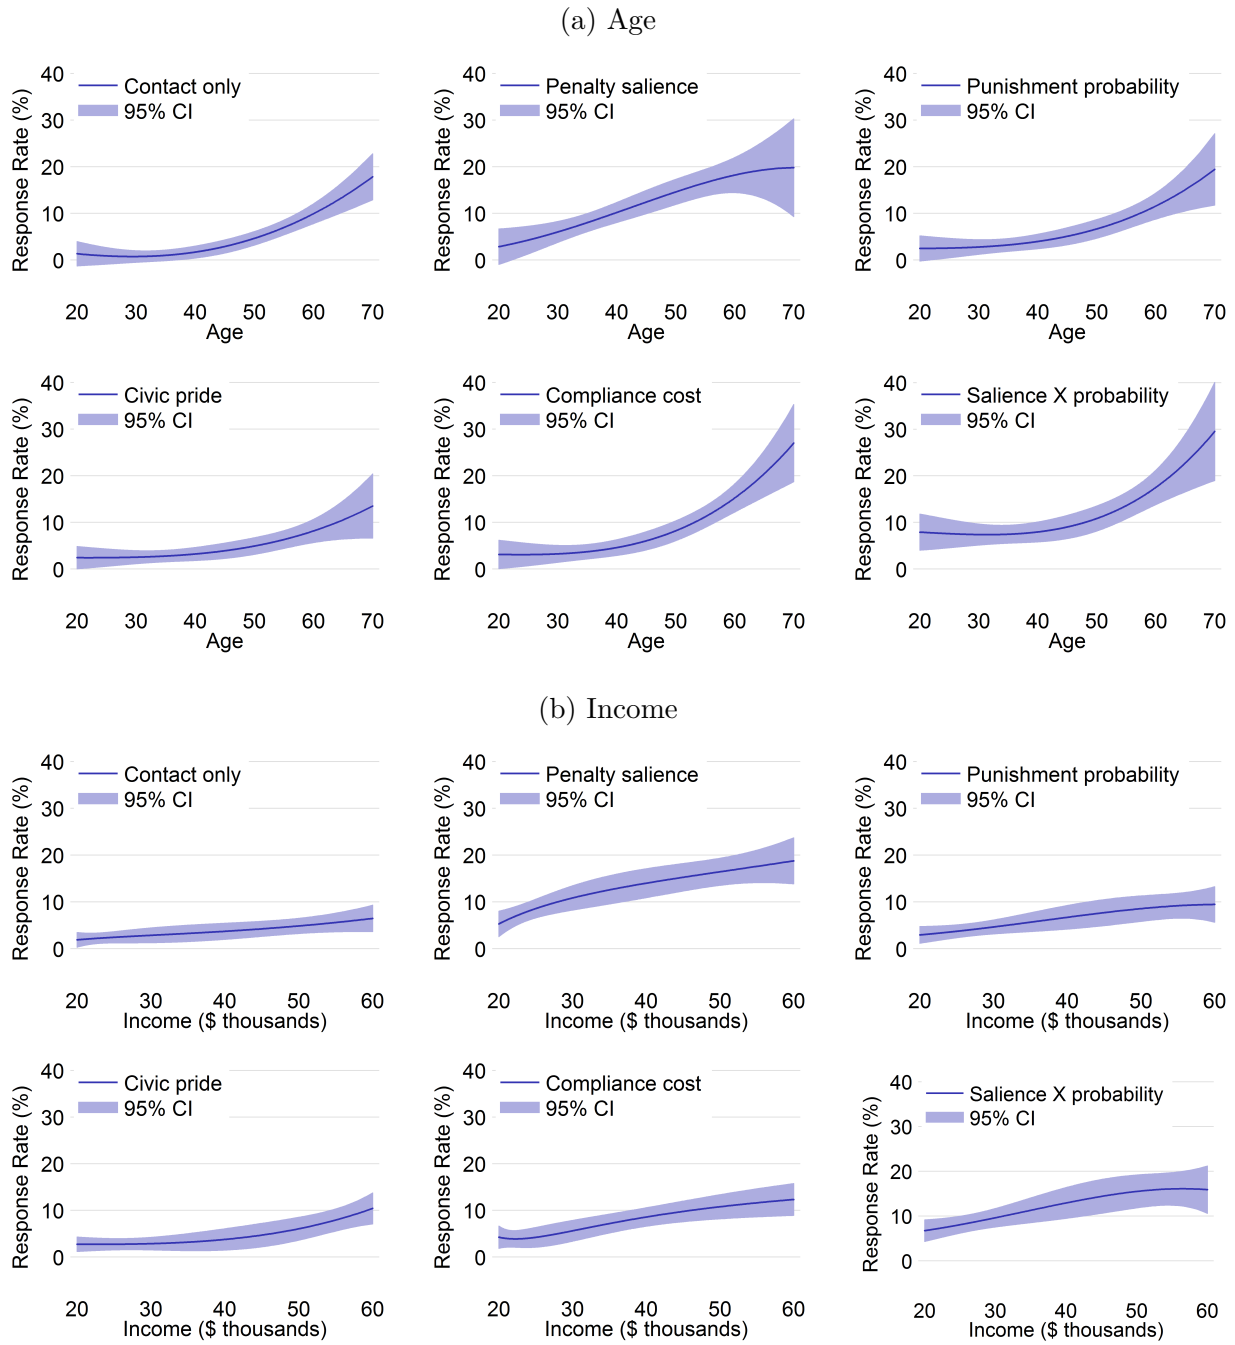 (a) Age
Response Rate (%)
40
30
20
10
0
Contact only
95% CI
20 30 40 50 60 70
Age
Response Rate (%)
40
30
20
10
0
Penalty salience
95% CI
20 30 40 50 60 70
Age
Response Rate (%)
40
30
20
10
0
Punishment probability
95% CI
20 30 40 50 60 70
Age
Response Rate (%)
40
30
20
10
0
Civic pride
95% CI
20 30 40 50 60 70
Age
Response Rate (%)
40
30
20
10
0
Compliance cost
95% CI
20 30 40 50 60 70
Age
Response Rate (%)
40
30
20
10
0
Salience X probability
95% CI
20 30 40 50 60 70
Age
(b) Income
Response Rate (%)
40
30
20
10
0
Contact only
95% CI
20 30 40 50 60
Income ($ thousands)
Response Rate (%)
40
30
20
10
0
Penalty salience
95% CI
20 30 40 50 60
Income ($ thousands)
Response Rate (%)
40
30
20
10
0
Punishment probability
95% CI
20 30 40 50 60
Income ($ thousands)
Response Rate (%)
40
30
20
10
0
Civic pride
95% CI
20 30 40 50 60
Income ($ thousands)
Response Rate (%)
40
30
20
10
0
Compliance cost
95% CI
20 30 40 50 60
Income ($ thousands)
Response Rate (%)
40
30
20
10
0
Salience X probability
95% CI
20 30 40 50 60
Income ($ thousands)